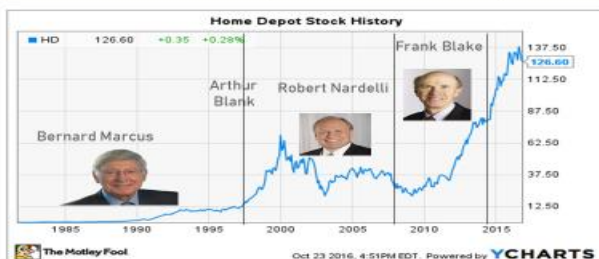 Home Depot Stock History
HD 126.60 +0.35 +0.28%
Frank Blake
Arthur
Blank
Robert Nardelli
Bernard Marcus
137.50
126.60
112.50
87.50
62.50
37.50
12.50
1985 1990 1995 2000 2005 2010 2015
The Motley Fool
Oct 23 2016, 4:51PM EDT. Powered by YCHARTS